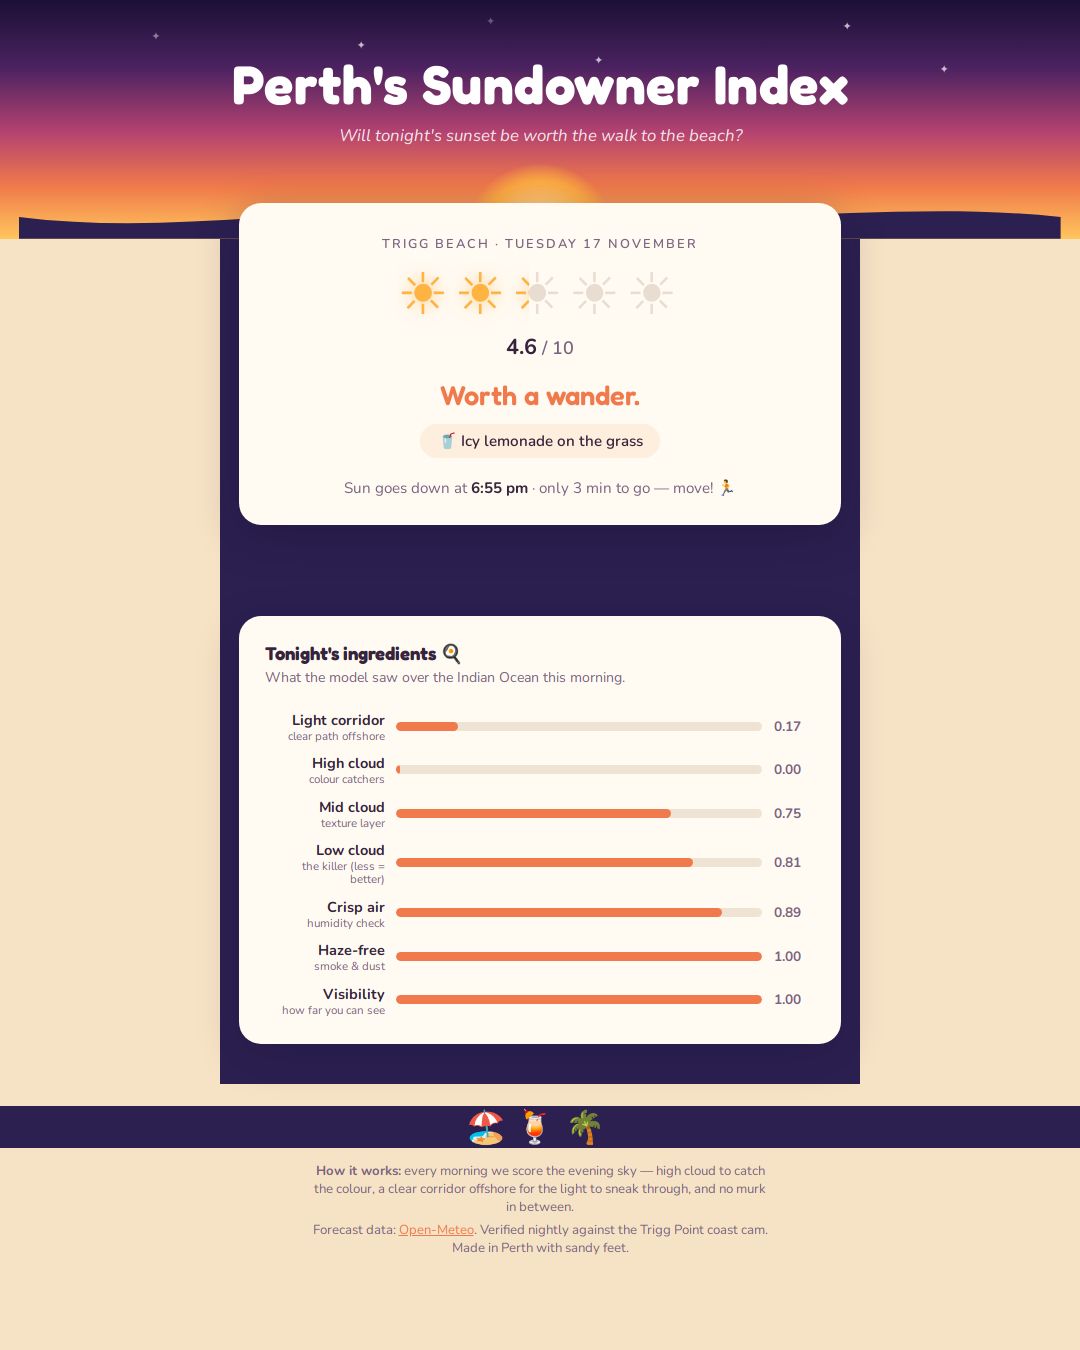 Perth's Sundowner Index
Will tonight's sunset be worth the walk to the beach?
TRIGG BEACH · TUESDAY 17 NOVEMBER
4.6 / 10
Worth a wander.
🥤 Icy lemonade on the grass
Sun goes down at 6:55 pm · only 3 min to go — move! 🏃
Tonight's ingredients 🍳
What the model saw over the Indian Ocean this morning.
Light corridor
clear path offshore
0.17
High cloud
colour catchers
0.00
Mid cloud
texture layer
0.75
Low cloud
the killer (less =
better)
0.81
Crisp air
humidity check
0.89
Haze-free
smoke & dust
1.00
Visibility
how far you can see
1.00
How it works: every morning we score the evening sky — high cloud to catch
the colour, a clear corridor offshore for the light to sneak through, and no murk
in between.
Forecast data: Open-Meteo. Verified nightly against the Trigg Point coast cam.
Made in Perth with sandy feet.